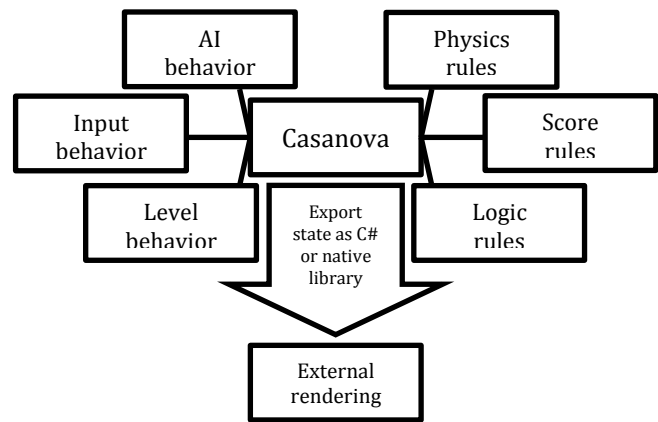 AI
behavior
Physics
rules
Input
behavior
Casanova
Score
rules
Level
behavior
Export
state as C#
or native
library
Logic
rules
External
rendering